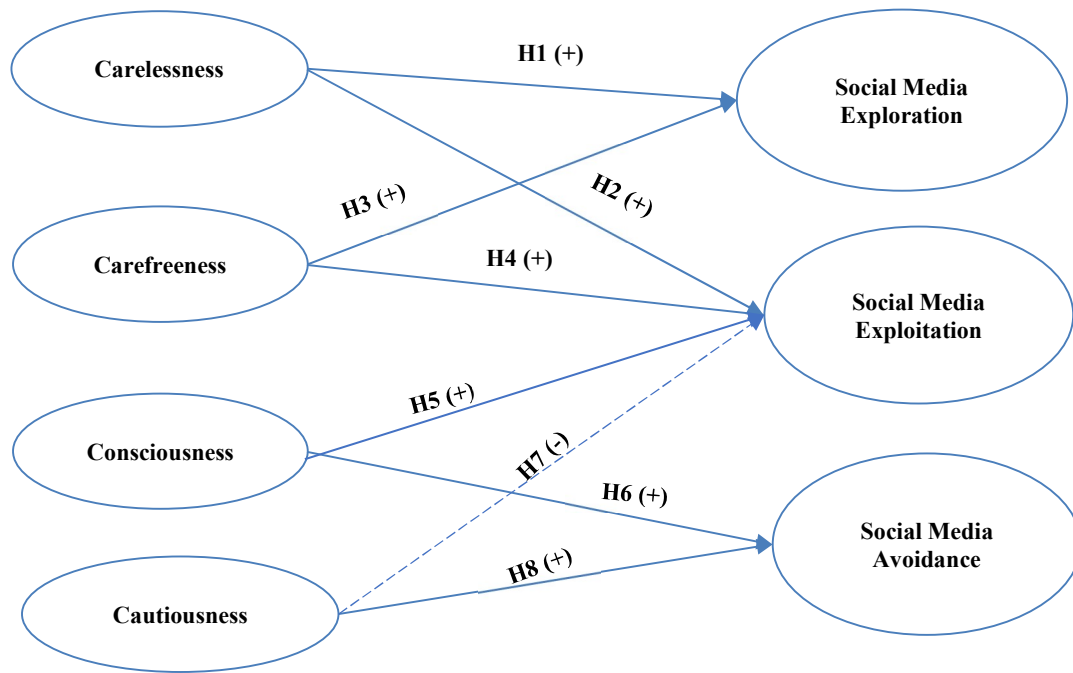 Carelessness
H1 (+)
Social Media
Exploration
H2 (+)
H3 (+)
Carefreeness
H4 (+)
Social Media
Exploitation
H5 (+)
Consciousness
H7 (-)
H6 (+)
Social Media
Avoidance
H8 (+)
Cautiousness